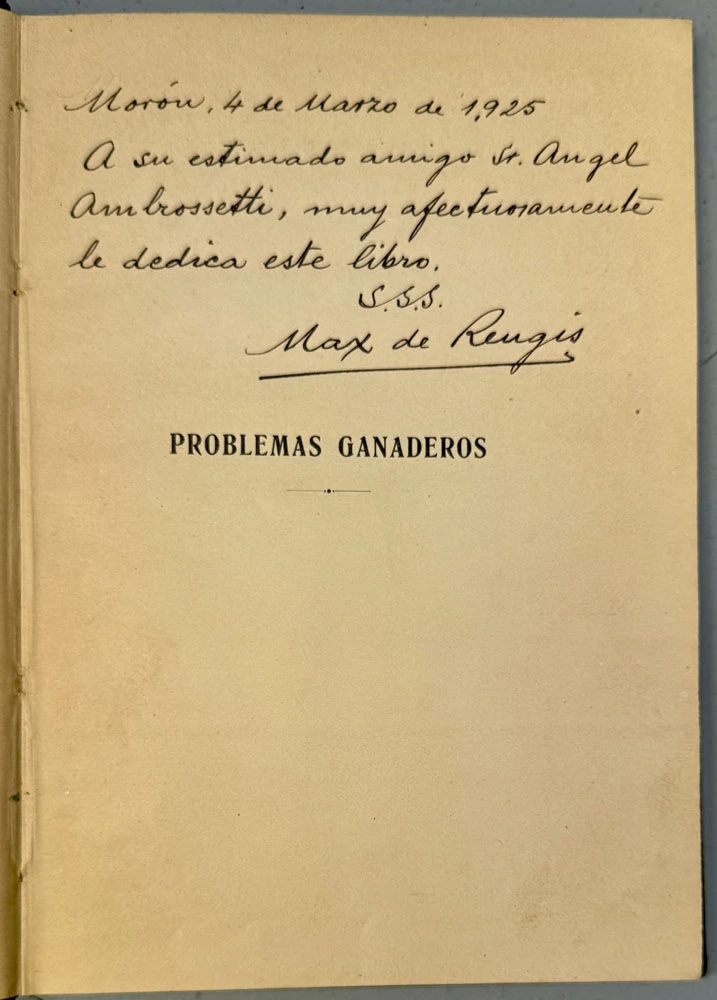 Morón, 4 de Marzo de 1,925
A su estimado amigo Sr. Angel
Ambrossetti, muy afectuosamente
le dedica este libro.
S.S.S.
Max de Rengis
PROBLEMAS GANADEROS